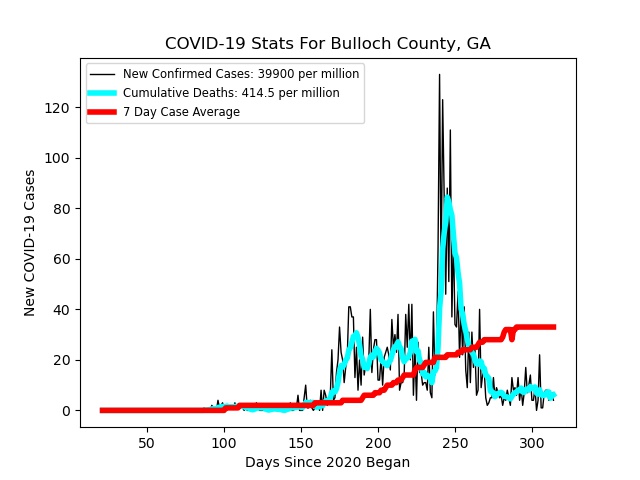 COVID-19 Stats For Bulloch County, GA
New Confirmed Cases: 39900 per million
Cumulative Deaths: 414.5 per million
7 Day Case Average
New COVID-19 Cases
120
100
80
60
40
20
0
50 100 150 200 250 300
Days Since 2020 Began